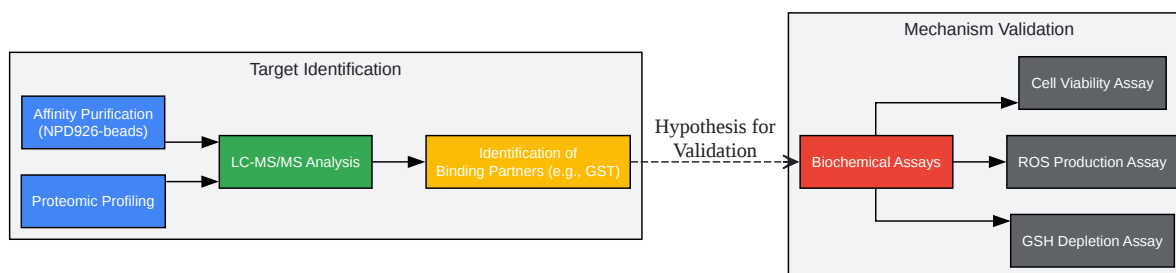 Target Identification
Affinity Purification
(NPD926-beads)
Proteomic Profiling
LC-MS/MS Analysis
Identification of
Binding Partners (e.g., GST)
Hypothesis for
Validation
Mechanism Validation
Biochemical Assays
Cell Viability Assay
ROS Production Assay
GSH Depletion Assay